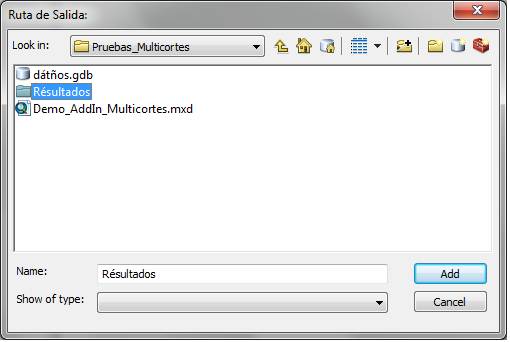 Ruta de Salida:
Look in: Pruebas_Multicortes
dátños.gdb
Résultados
Demo_AddIn_Multicortes.mxd
Name: Résultados Add
Show of type: Cancel